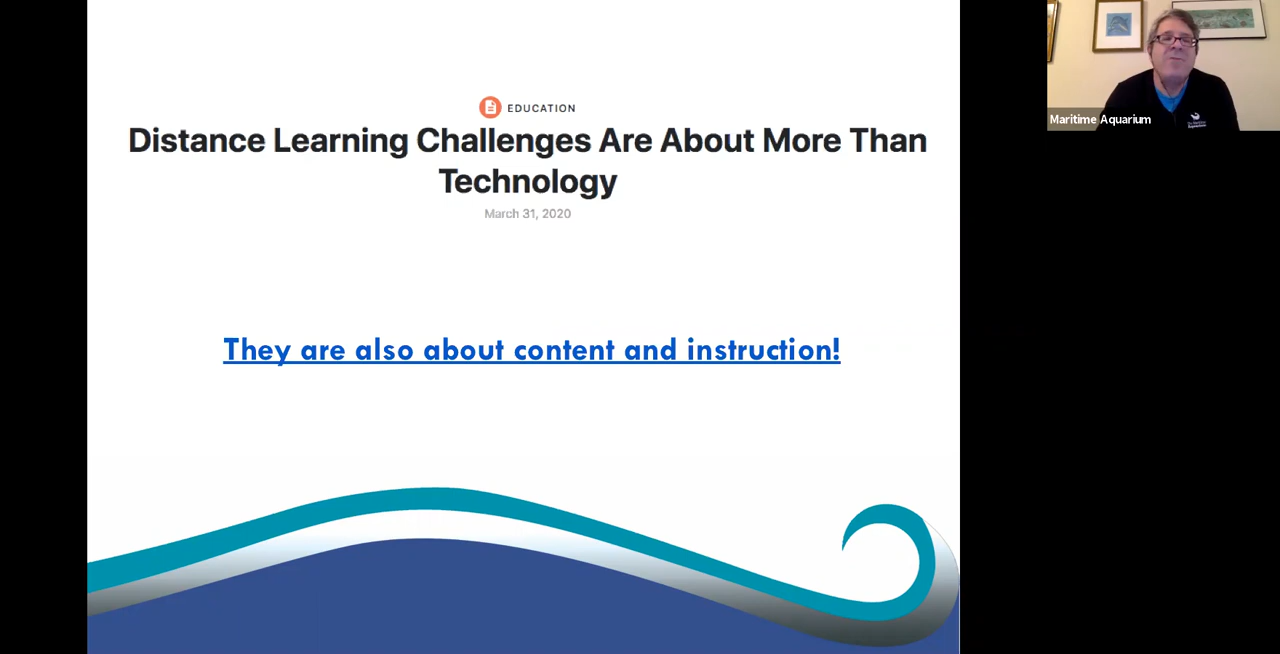 EDUCATION
Distance Learning Challenges Are About More Than
Technology
March 31, 2020
They are also about content and instruction!
Maritime Aquarium